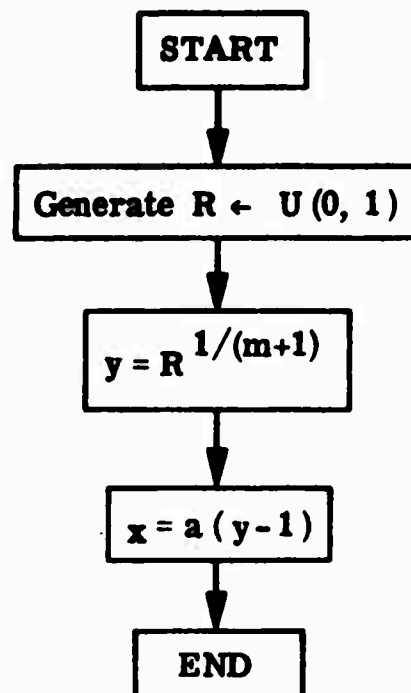 START
Generate R ← U(0, 1)
y = R 1/(m+1)
x = a(y-1)
END